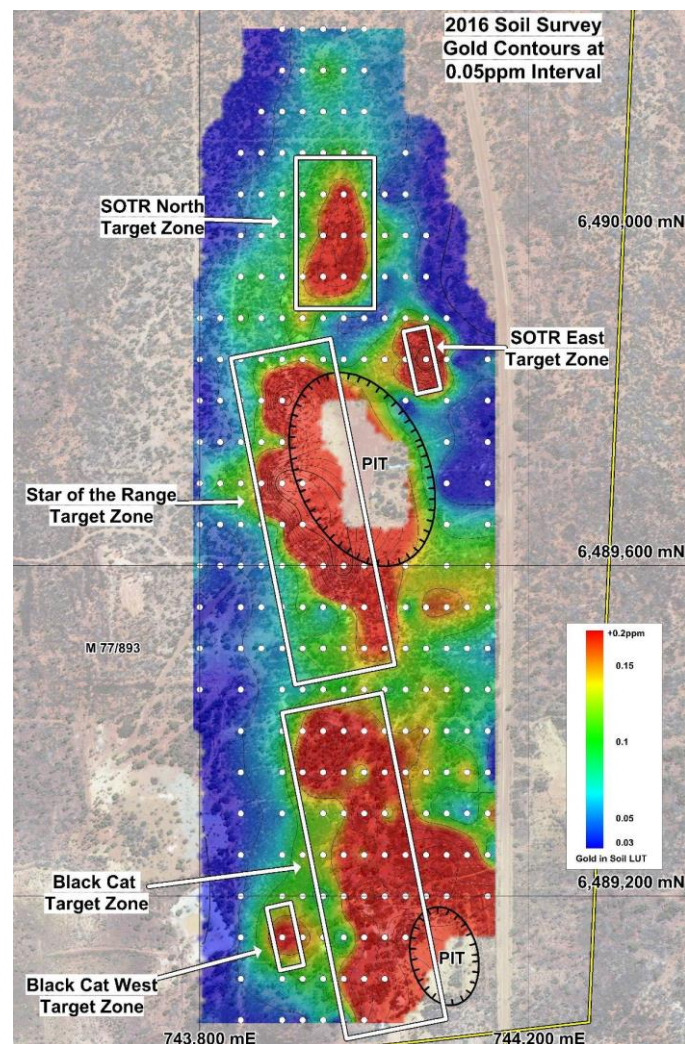 2016 Soil Survey
Gold Contours at
0.05ppm Interval
SOTR North
Target Zone
6,490,000 mN
SOTR East
Target Zone
PIT
Star of the Range
Target Zone
6,489,600 mN
M 77/893
+0.2ppm
0.15
0.1
0.05
0.03
Gold in Soil LUT
Black Cat
Target Zone
6,489,200 mN
Black Cat West
Target Zone
PIT
743,800 mE
744,200 mE